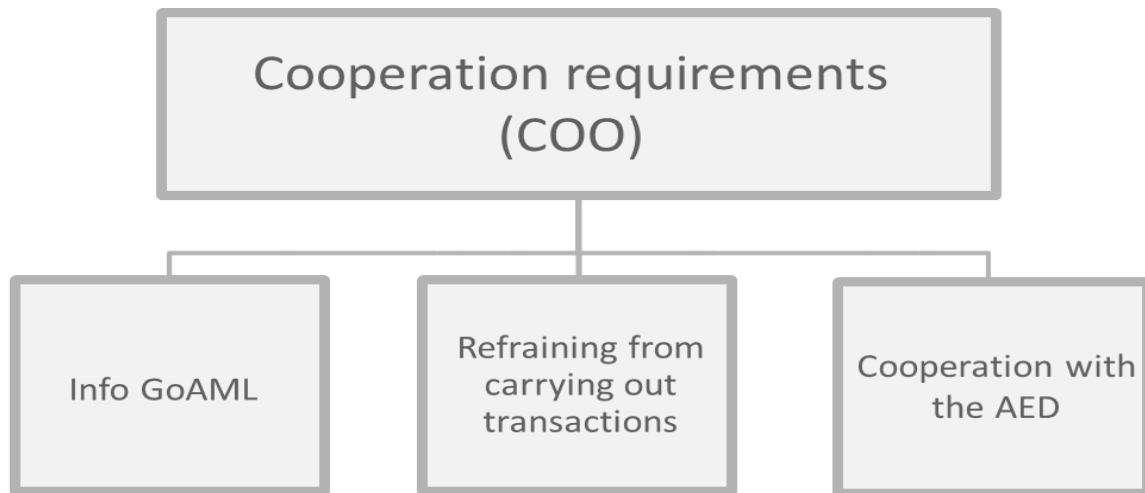 Cooperation requirements
(COO)
Info GoAML
Refraining from
carrying out
transactions
Cooperation with
the AED